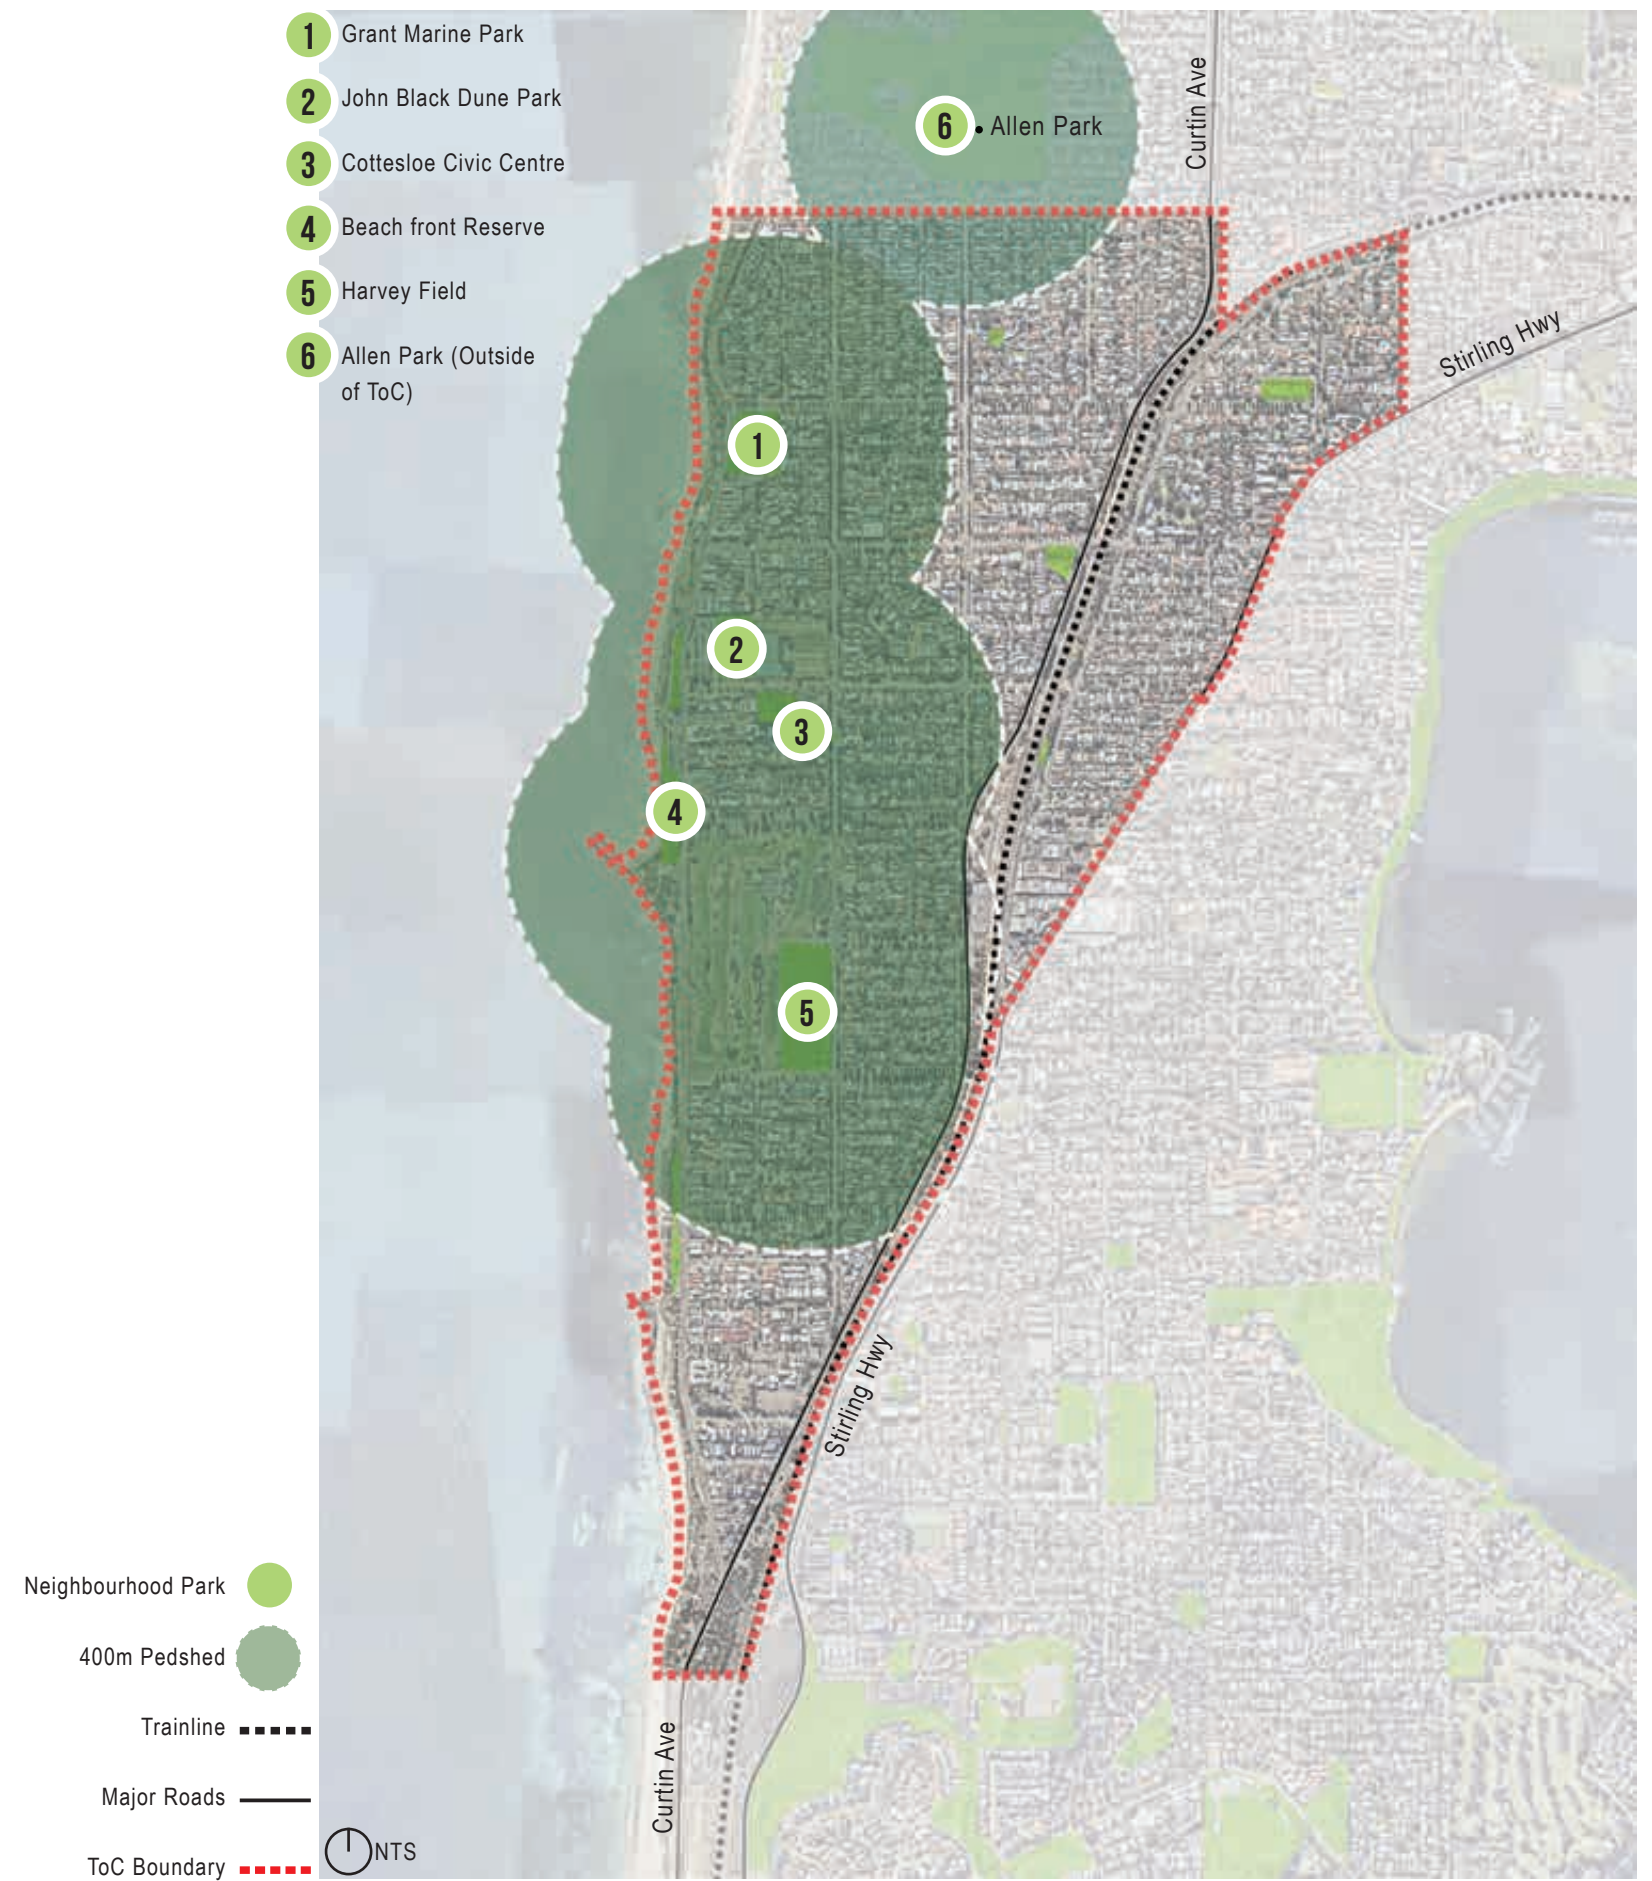 1 Grant Marine Park
2 John Black Dune Park
3 Cottesloe Civic Centre
4 Beach front Reserve
5 Harvey Field
6 Allen Park (Outside
of ToC)
6 Allen Park
Curtin Ave
Stirling Hwy
1
2
3
4
5
Stirling Hwy
Curtin Ave
Neighbourhood Park
400m Pedshed
Trainline
Major Roads
ToC Boundary
NTS